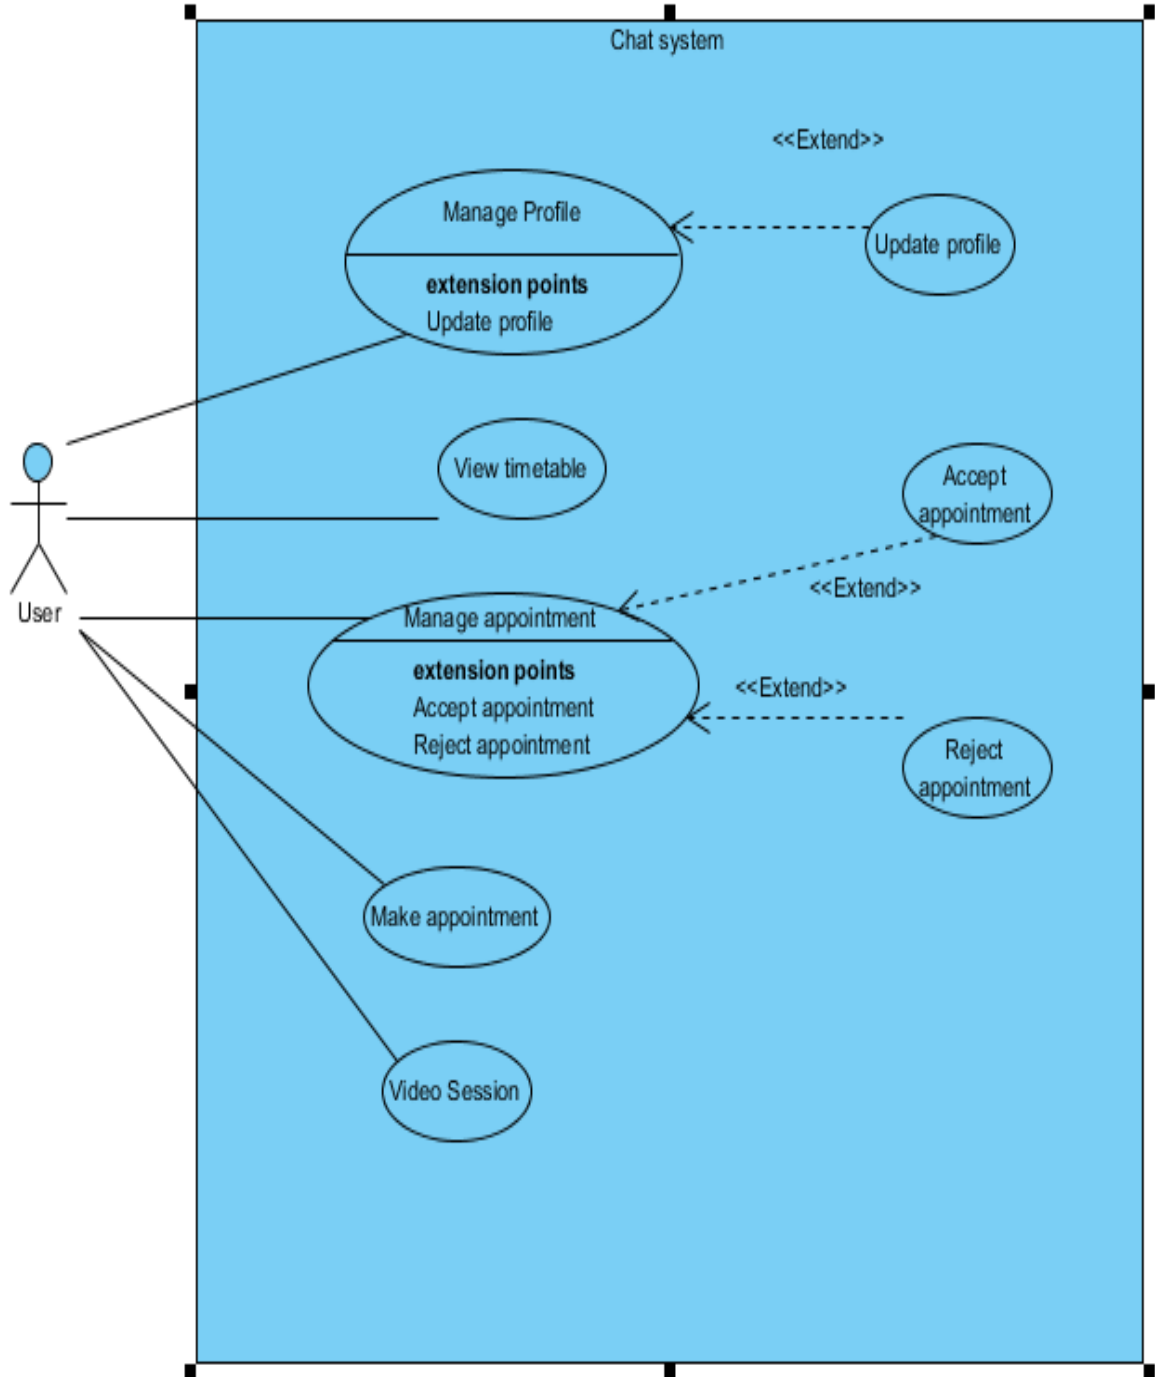 Chat system
<<Extend>>
Manage Profile
Update profile
extension points
Update profile
View timetable
Accept
appointment
<<Extend>>
User
Manage appointment
extension points
Accept appointment
Reject appointment
<<Extend>>
Reject
appointment
Make appointment
Video Session